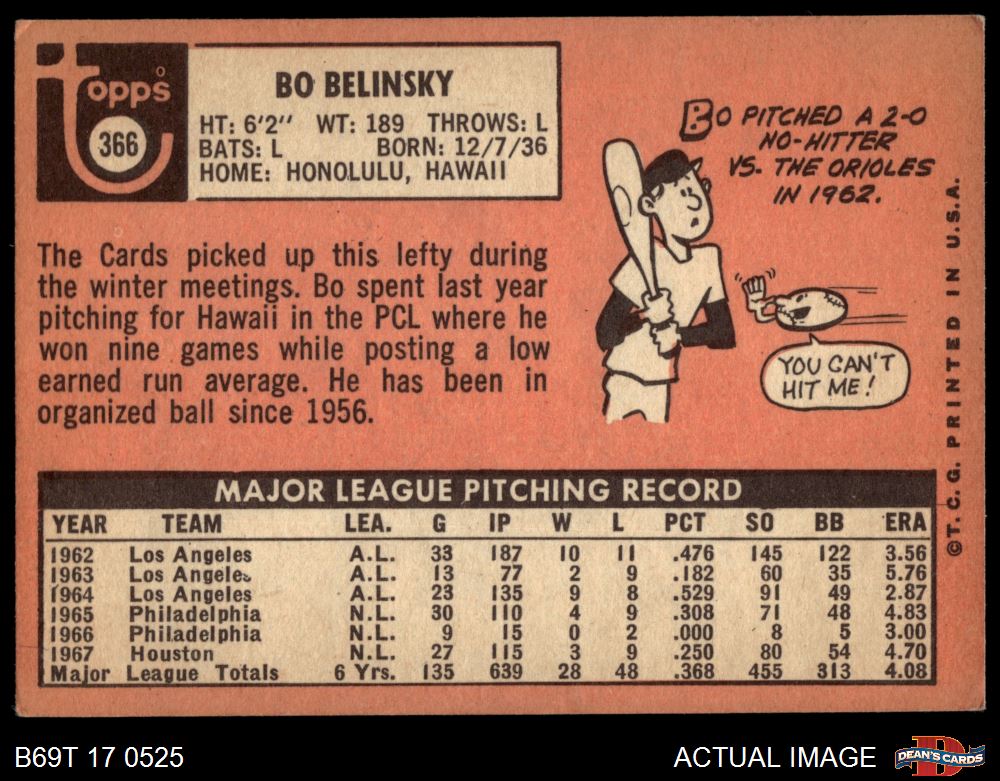 Topps
366
BO BELINSKY
HT: 6'2" WT: 189 THROWS: L
BATS: L BORN: 12/7/36
HOME: HONOLULU, HAWAII
BO PITCHED A 2-0
NO-HITTER
VS. THE ORIOLES
IN 1962.
The Cards picked up this lefty during
the winter meetings. Bo spent last year
pitching for Hawaii in the PCL where he
won nine games while posting a low
earned run average. He has been in
organized ball since 1956.
YOU CAN'T
HIT ME!
©T.C.G. PRINTED IN U.S.A.
MAJOR LEAGUE PITCHING RECORD
YEAR TEAM LEA. G IP W L PCT SO BB ERA
1962 Los Angeles A.L. 33 187 10 11 .476 145 122 3.56
1963 Los Angeles A.L. 13 77 2 9 .182 60 35 5.76
1964 Los Angeles A.L. 23 135 9 8 .529 91 49 2.87
1965 Philadelphia N.L. 30 110 4 9 .308 71 48 4.83
1966 Philadelphia N.L. 9 15 0 2 .000 8 5 3.00
1967 Houston N.L. 27 115 3 9 .250 80 54 4.70
Major League Totals 6 Yrs. 135 639 28 48 .368 455 313 4.08
B69T 17 0525
ACTUAL IMAGE
D
DEAN'S CARDS